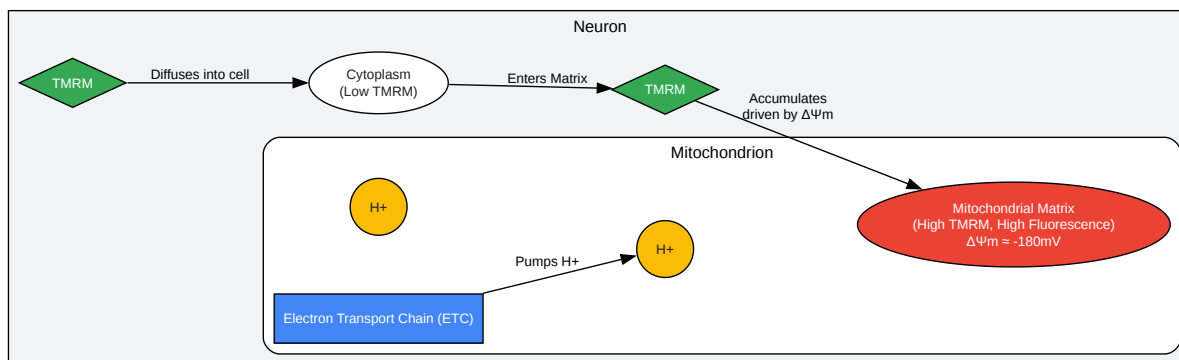 Neuron
TMRM
Diffuses into cell
Cytoplasm
(Low TMRM)
Enters Matrix
TMRM
Accumulates
driven by ΔΨm
Mitochondrion
H+
Mitochondrial Matrix
(High TMRM, High Fluorescence)
ΔΨm ≈ -180mV
H+
Pumps H+
Electron Transport Chain (ETC)